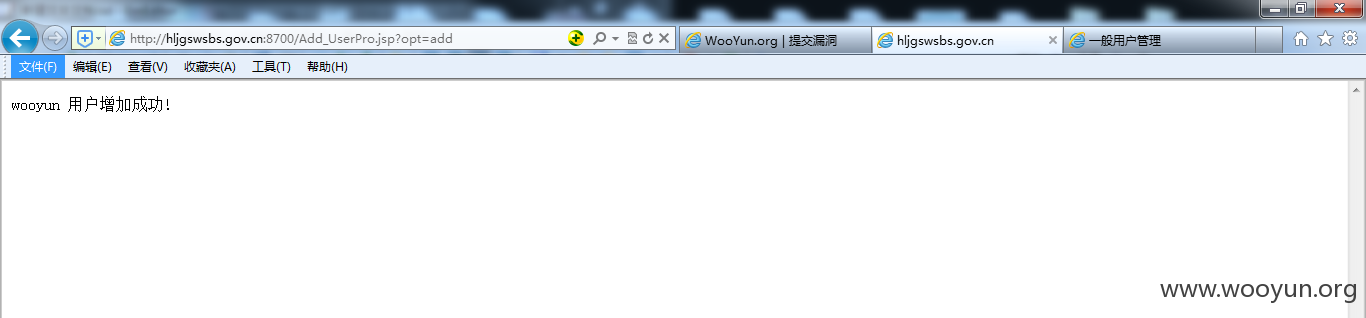 http://hljgswsbs.gov.cn:8700/Add_UserPro.jsp?opt=add
WooYun.org | 提交漏洞
hljgswsbs.gov.cn
一般用户管理
文件(F) 编辑(E) 查看(V) 收藏夹(A) 工具(T) 帮助(H)
wooyun 用户增加成功!
www.wooyun.org